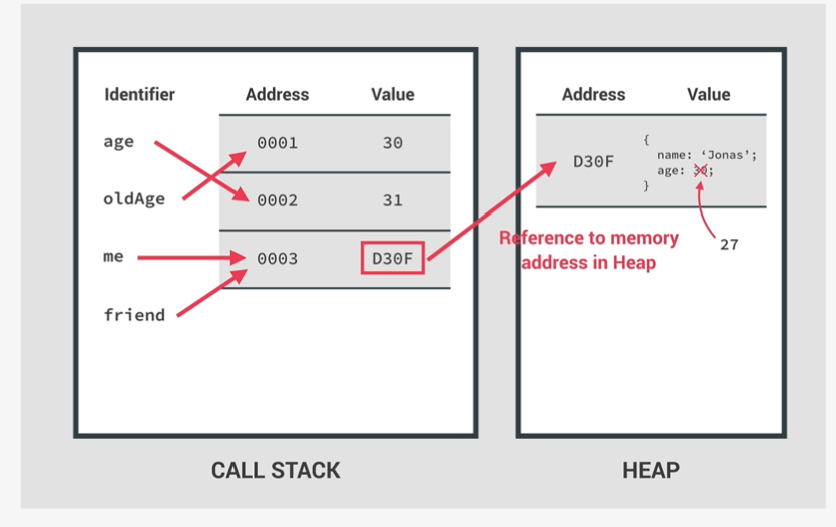 Identifier Address Value
age 0001 30
oldAge 0002 31
me 0003 D30F
friend
CALL STACK
Address Value
D30F
{
name: ‘Jonas’;
age: 30;
}
27
Reference to memory
address in Heap
HEAP